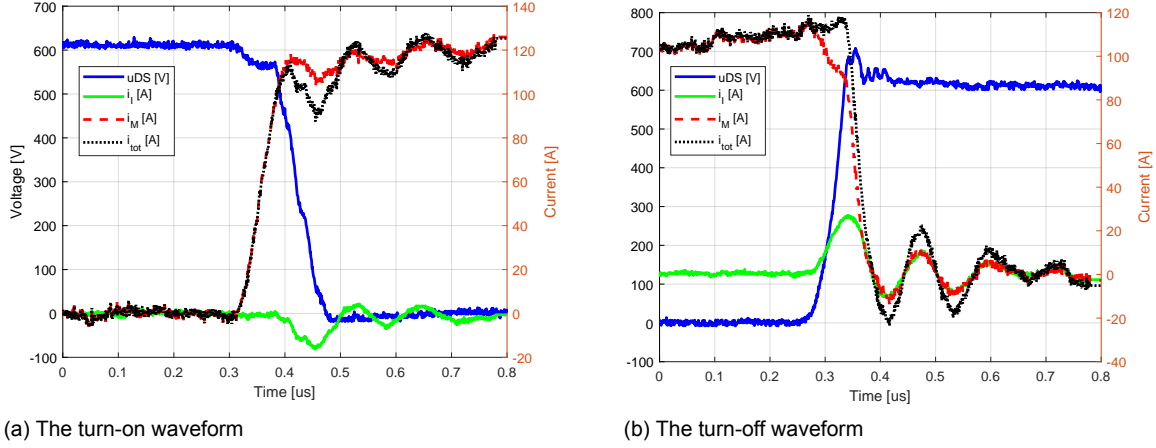 700
600
500
400
300
200
100
0
-100
Voltage [V]
140
120
100
80
60
40
20
0
-20
Current [A]
uDS [V]
i_I [A]
i_M [A]
i_tot [A]
0 0.1 0.2 0.3 0.4 0.5 0.6 0.7 0.8
Time [us]
(a) The turn-on waveform
800
700
600
500
400
300
200
100
0
-100
120
100
80
60
40
20
0
-20
-40
Current [A]
uDS [V]
i_I [A]
i_M [A]
i_tot [A]
0 0.1 0.2 0.3 0.4 0.5 0.6 0.7 0.8
Time [us]
(b) The turn-off waveform